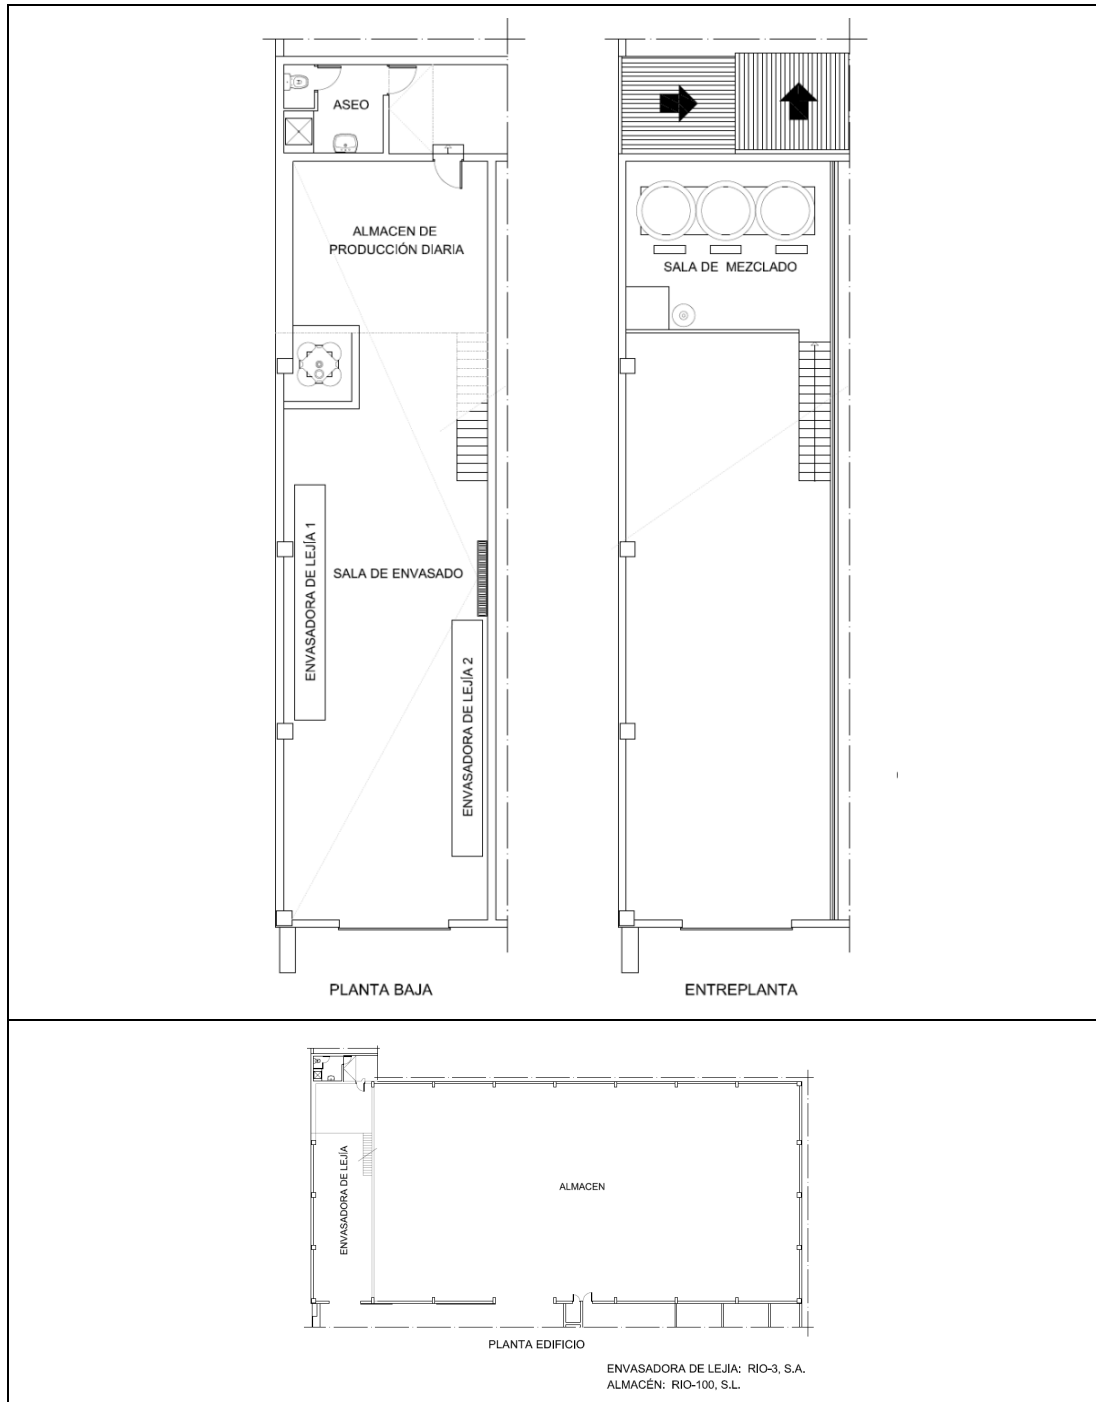 ASEO
ALMACEN DE
PRODUCCIÓN DIARIA
ENVASADORA DE LEJÍA 1
SALA DE ENVASADO
ENVASADORA DE LEJÍA 2
PLANTA BAJA
SALA DE MEZCLADO
ENTREPLANTA
ENVASADORA DE LEJÍA
ALMACEN
PLANTA EDIFICIO
ENVASADORA DE LEJIA: RIO-3, S.A.
ALMACÉN: RIO-100, S.L.